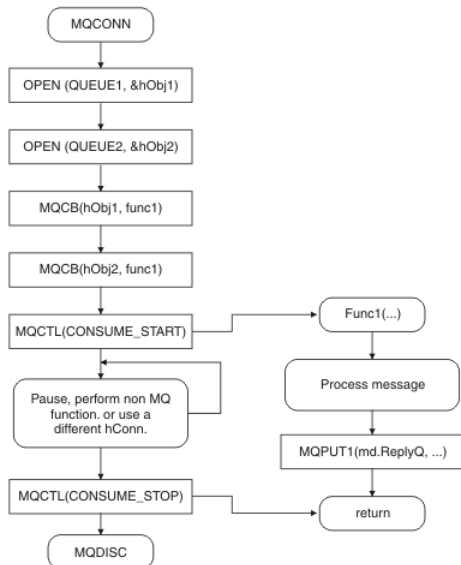 MQCONN
OPEN (QUEUE1, &hObj1)
OPEN (QUEUE2, &hObj2)
MQCB(hObj1, func1)
MQCB(hObj2, func1)
MQCTL(CONSUME_START)
Pause, perform non MQ
function. or use a
different hConn.
MQCTL(CONSUME_STOP)
MQDISC
Func1(...)
Process message
MQPUT1(md.ReplyQ, ...)
return